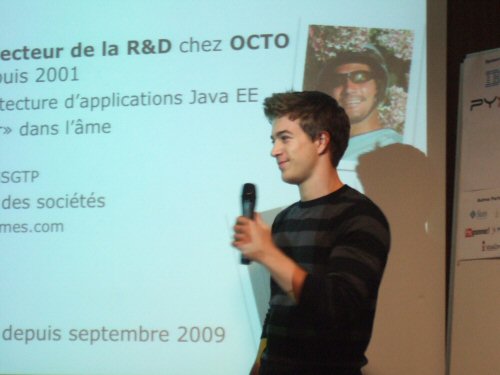 ecteur de la R&D chez OCTO
puis 2001
tecture d'applications Java EE
r» dans l'âme
SGTP
des sociétés
mes.com
depuis septembre 2009
PY